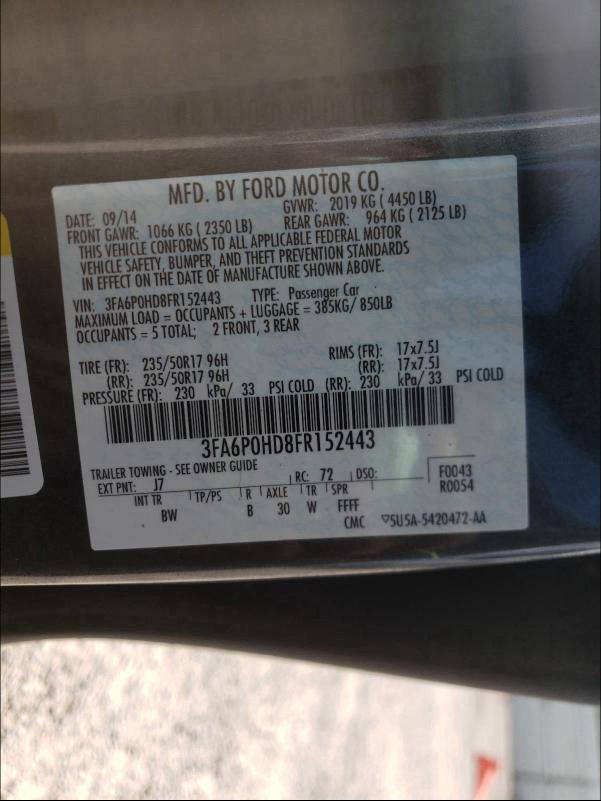 MFD. BY FORD MOTOR CO.
DATE: 09/14 GVWR: 2019 KG ( 4450 LB)
FRONT GAWR: 1066 KG ( 2350 LB) REAR GAWR: 964 KG ( 2125 LB)
THIS VEHICLE CONFORMS TO ALL APPLICABLE FEDERAL MOTOR
VEHICLE SAFETY, BUMPER, AND THEFT PREVENTION STANDARDS
IN EFFECT ON THE DATE OF MANUFACTURE SHOWN ABOVE.
VIN: 3FA6P0HD8FR152443 TYPE: Passenger Car
MAXIMUM LOAD = OCCUPANTS + LUGGAGE = 385KG/ 850LB
OCCUPANTS = 5 TOTAL; 2 FRONT, 3 REAR
TIRE (FR): 235/50R17 96H RIMS (FR): 17x7.5J
(RR): 235/50R17 96H (RR): 17x7.5J
PRESSURE (FR): 230 kPa/ 33 PSI COLD (RR): 230 kPa/ 33 PSI COLD
3FA6P0HD8FR152443
TRAILER TOWING - SEE OWNER GUIDE
EXT PNT: J7 RC: 72 DSO: F0043
R0054
INT TR TP/PS R AXLE TR SPR
BW B 30 W FFFF
CMC ▽5U5A-5420472-AA